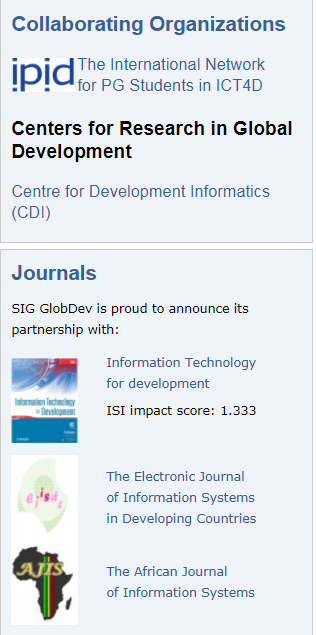 Collaborating Organizations
ipid
The International Network
for PG Students in ICT4D
Centers for Research in Global
Development
Centre for Development Informatics
(CDI)
Journals
SIG GlobDev is proud to announce its
partnership with:
Information Technology
for Development
Information Technology
for development
ISI impact score: 1.333
ejisdc
The Electronic Journal
of Information Systems
in Developing Countries
AJIS
The African Journal
of Information Systems